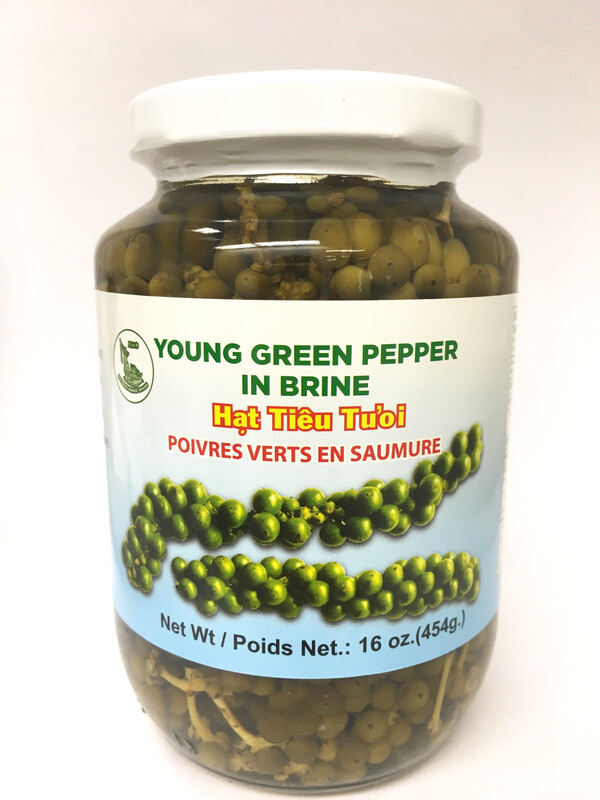 YOUNG GREEN PEPPER
IN BRINE
Hạt Tiêu Tươi
POIVRES VERTS EN SAUMURE
Net Wt / Poids Net.: 16 oz.(454g.)